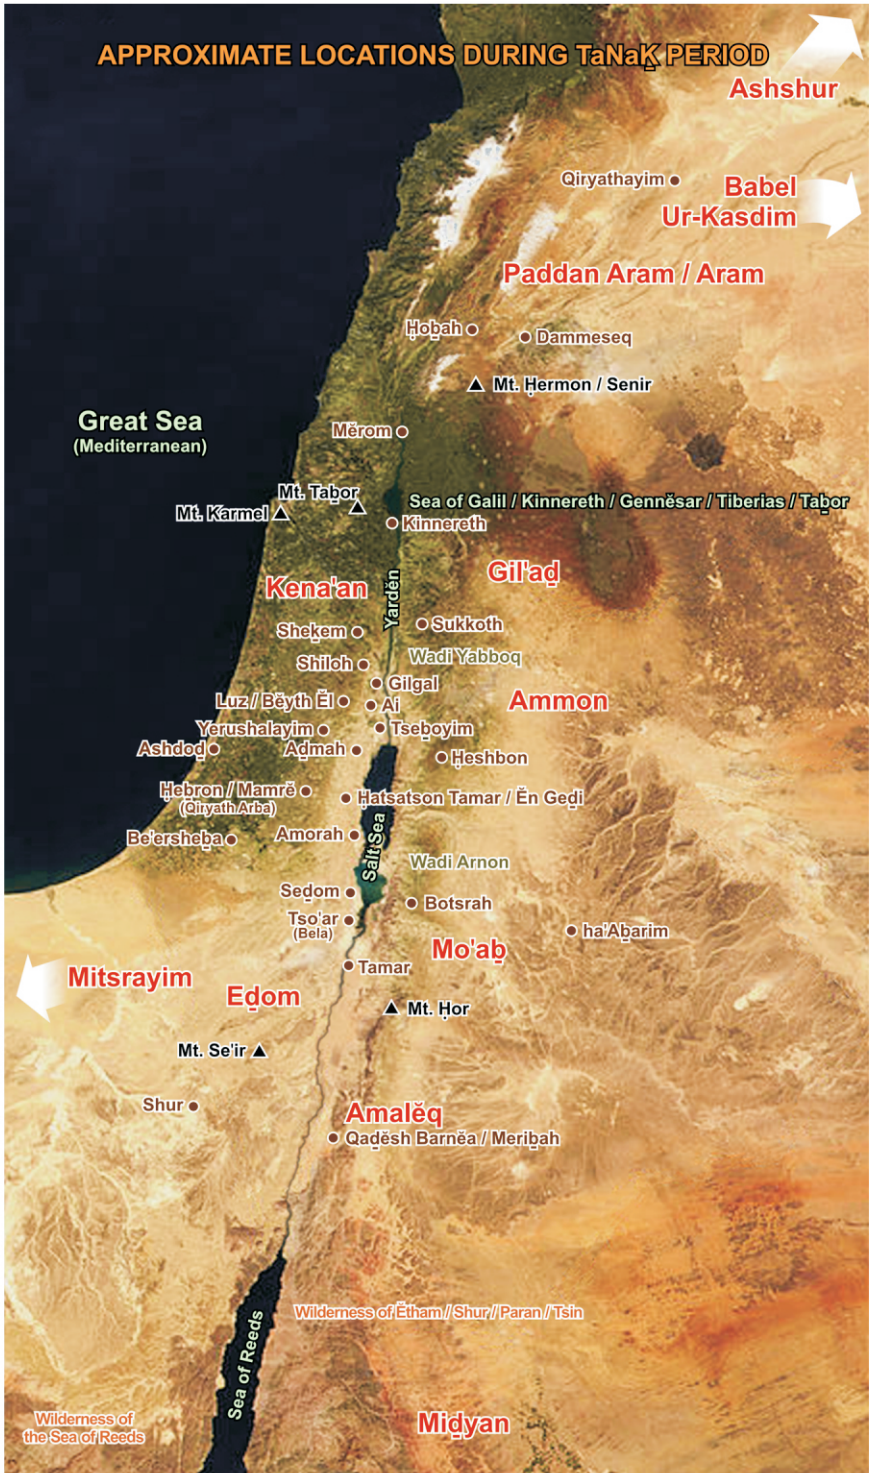 APPROXIMATE LOCATIONS DURING TaNaḴ PERIOD
Ashshur
Qiryathayim
Babel
Ur-Kasdim
Paddan Aram / Aram
Ḥoḇah
Dammeseq
Mt. Ḥermon / Senir
Great Sea
(Mediterranean)
Mĕrom
Mt. Taḇor
Sea of Galil / Kinnereth / Gennĕsar / Tiberias / Taḇor
Mt. Karmel
Kinnereth
Gil'aḏ
Kena'an
Yardĕn
Sheḵem
Sukkoth
Shiloh
Wadi Yabboq
Gilgal
Luz / Bĕyth Ĕl
Ai
Ammon
Yerushalayim
Tseḇoyim
Ashdoḏ
Aḏmah
Ḥeshbon
Ḥebron / Mamrĕ
(Qiryath Arba)
Ḥatsatson Tamar / Ĕn Geḏi
Be'ersheḇa
Amorah
Salt Sea
Wadi Arnon
Seḏom
Botsrah
Tso'ar
(Bela)
ha'Aḇarim
Mo'aḇ
Tamar
Mitsrayim
Eḏom
Mt. Ḥor
Mt. Se'ir
Shur
Amalĕq
Qaḏĕsh Barnĕa / Meriḇah
Wilderness of Ĕtham / Shur / Paran / Tsin
Sea of Reeds
Wilderness of
the Sea of Reeds
Miḏyan